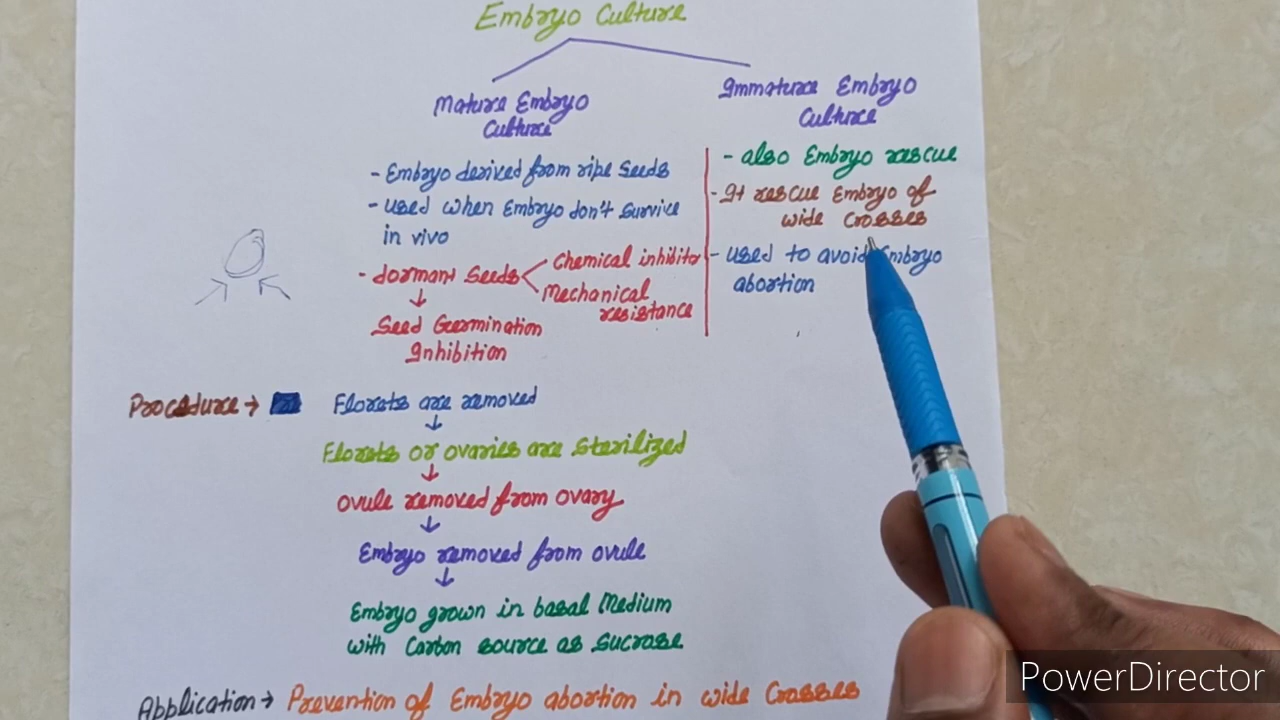 Embryo Culture
Mature Embryo
Culture
- Embryo derived from ripe seeds
- used when Embryo don't survive
in vivo
- dormant seeds
Chemical inhibitor
Mechanical
resistance
↓
Seed Germination
Inhibition
Immature Embryo
Culture
- also Embryo rescue
- It rescue Embryo of
wide crosses
- used to avoid Embryo
abortion
Procedure →
Florets are removed
↓
Florets or ovaries are sterilized
↓
Ovule removed from ovary
↓
Embryo removed from ovule
↓
Embryo grown in basal Medium
with Carbon source as Sucrase
Application → Prevention of Embryo abortion in wide Crosses
PowerDirector